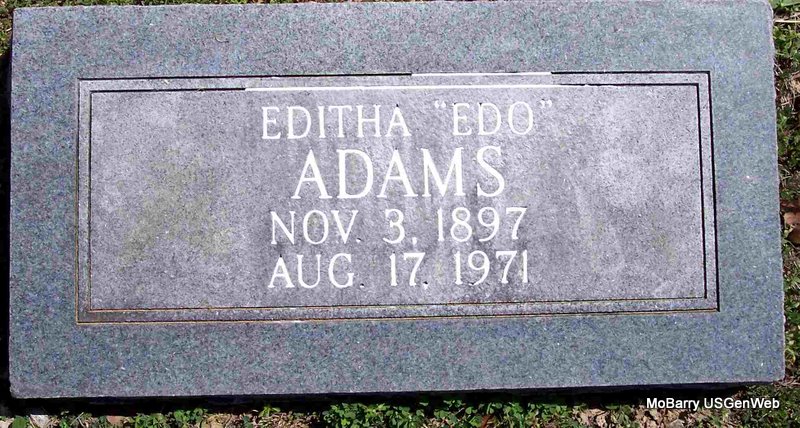 EDITHA "EDO"
ADAMS
NOV. 3, 1897
AUG. 17, 1971
MoBarry USGenWeb